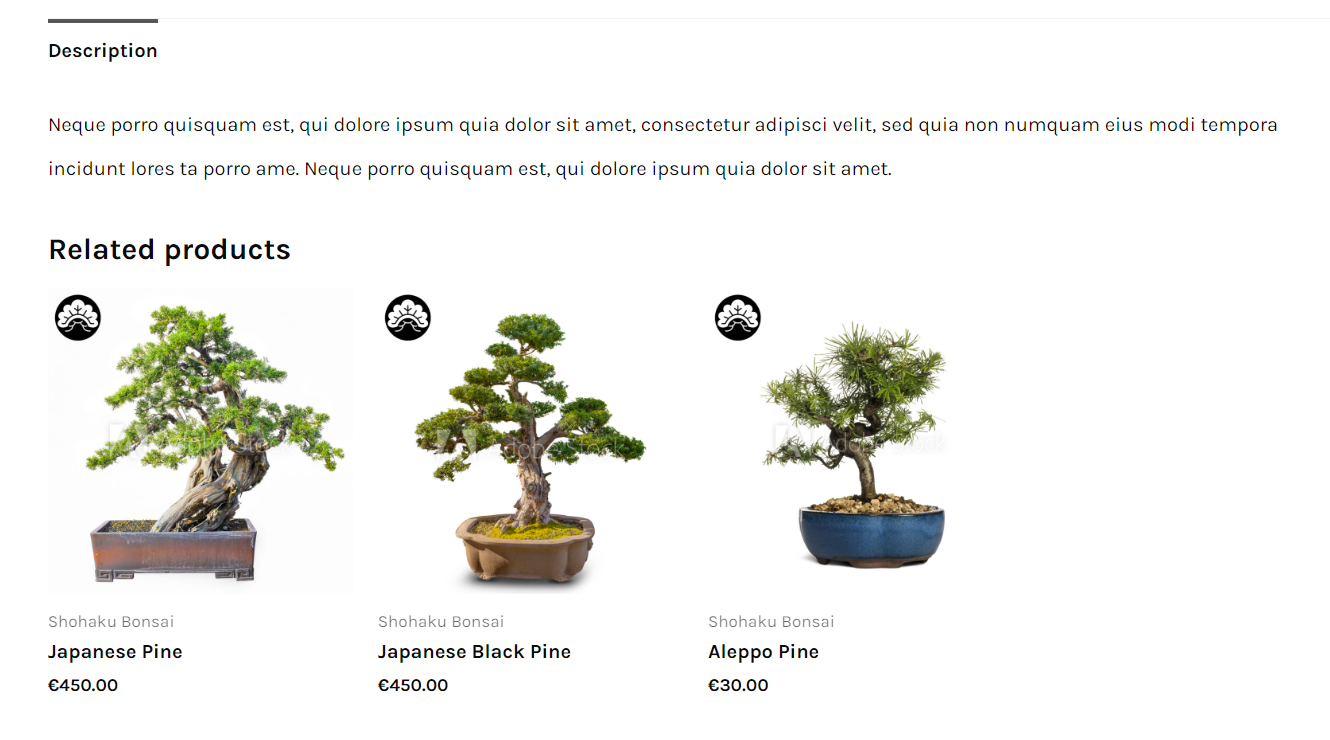 Description
Neque porro quisquam est, qui dolore ipsum quia dolor sit amet, consectetur adipisci velit, sed quia non numquam eius modi tempora
incidunt lores ta porro ame. Neque porro quisquam est, qui dolore ipsum quia dolor sit amet.
Related products
Shohaku Bonsai
Japanese Pine
€450.00
Shohaku Bonsai
Japanese Black Pine
€450.00
Shohaku Bonsai
Aleppo Pine
€30.00